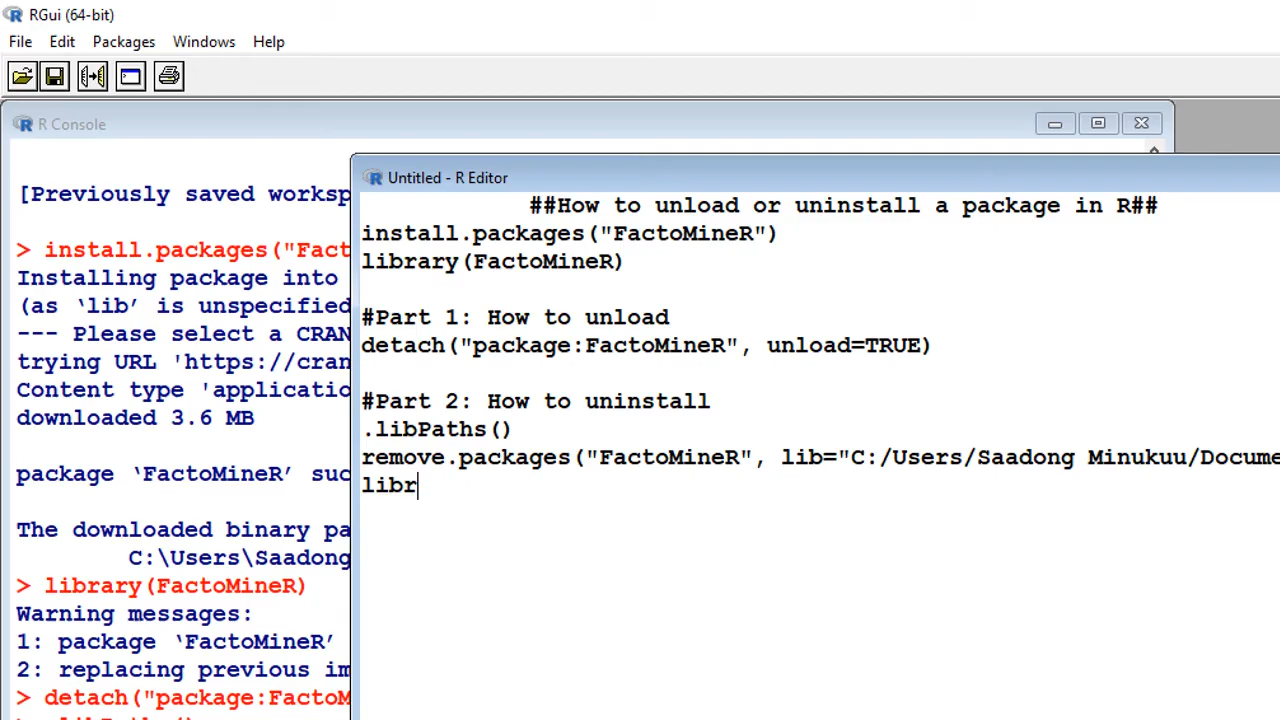 RGui (64-bit)
File Edit Packages Windows Help
R Console
[Previously saved worksp
> install.packages("Fact
Installing package into
(as ‘lib’ is unspecified
--- Please select a CRAN
trying URL 'https://cran
Content type 'applicatio
downloaded 3.6 MB
package ‘FactoMineR’ suc
The downloaded binary pa
C:\Users\Saadong
> library(FactoMineR)
Warning messages:
1: package ‘FactoMineR’
2: replacing previous im
> detach("package:FactoM
Untitled - R Editor
##How to unload or uninstall a package in R##
install.packages("FactoMineR")
library(FactoMineR)
#Part 1: How to unload
detach("package:FactoMineR", unload=TRUE)
#Part 2: How to uninstall
.libPaths()
remove.packages("FactoMineR", lib="C:/Users/Saadong Minukuu/Docume
libr